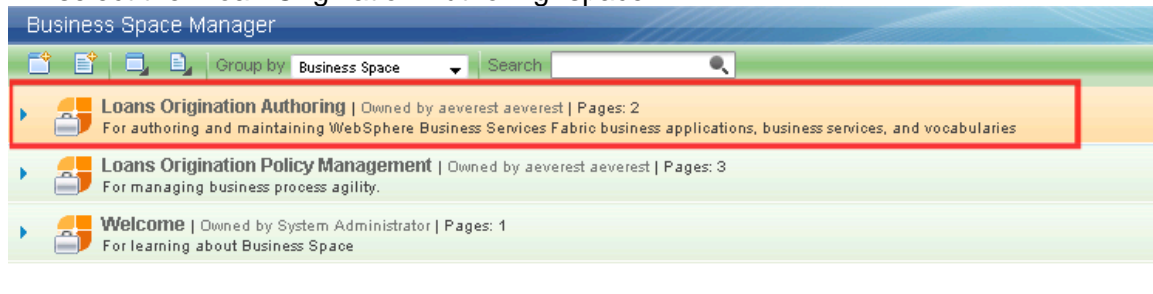 Business Space Manager
Group by Business Space Search
Loans Origination Authoring | Owned by aeverest aeverest | Pages: 2
For authoring and maintaining WebSphere Business Services Fabric business applications, business services, and vocabularies
Loans Origination Policy Management | Owned by aeverest aeverest | Pages: 3
For managing business process agility.
Welcome | Owned by System Administrator | Pages: 1
For learning about Business Space